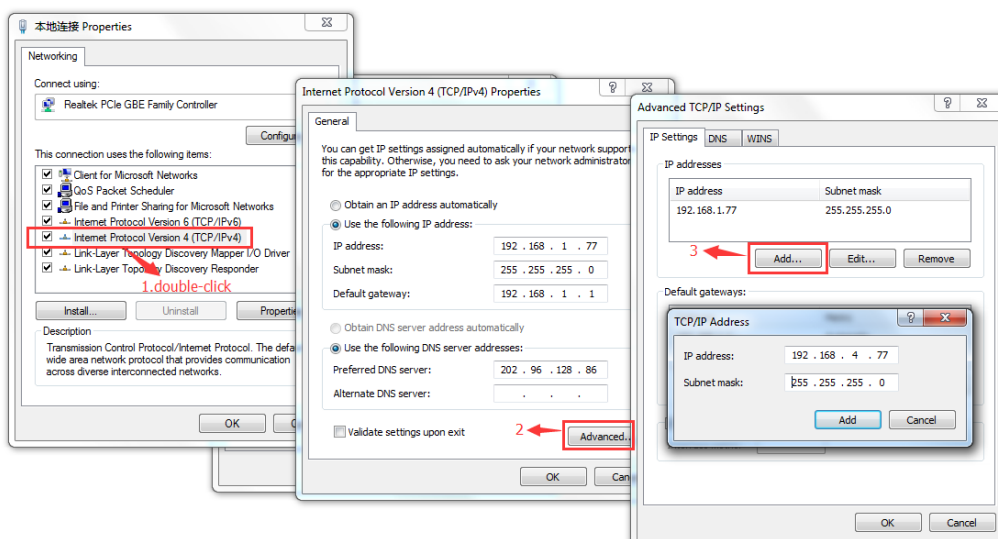 本地连接 Properties
Networking
Connect using:
Realtek PCIe GBE Family Controller
This connection uses the following items:
Client for Microsoft Networks
QoS Packet Scheduler
File and Printer Sharing for Microsoft Networks
Internet Protocol Version 6 (TCP/IPv6)
Internet Protocol Version 4 (TCP/IPv4)
Link-Layer Topology Discovery Mapper I/O Driver
Link-Layer Topology Discovery Responder
1.double-click
Install...
Uninstall
Description
Transmission Control Protocol/Internet Protocol. The
wide area network protocol that provides communication
across diverse interconnected networks.
OK
Internet Protocol Version 4 (TCP/IPv4) Properties
General
You can get IP settings assigned automatically if your network
this capability. Otherwise, you need to ask your network administrator
for the appropriate IP settings.
Obtain an IP address automatically
Use the following IP address:
IP address: 192 . 168 . 1 . 77
Subnet mask: 255 . 255 . 255 . 0
Default gateway: 192 . 168 . 1 . 1
Obtain DNS server address automatically
Use the following DNS server addresses:
Preferred DNS server: 202 . 96 . 128 . 86
Alternate DNS server: . . .
Validate settings upon exit
2
Advanced..
OK
Advanced TCP/IP Settings
IP Settings DNS WINS
IP addresses
IP address Subnet mask
192.168.1.77 255.255.255.0
3
Add... Edit... Remove
Default gateways:
TCP/IP Address
IP address: 192 . 168 . 4 . 77
Subnet mask: 255 . 255 . 255 . 0
Add Cancel
OK Cancel